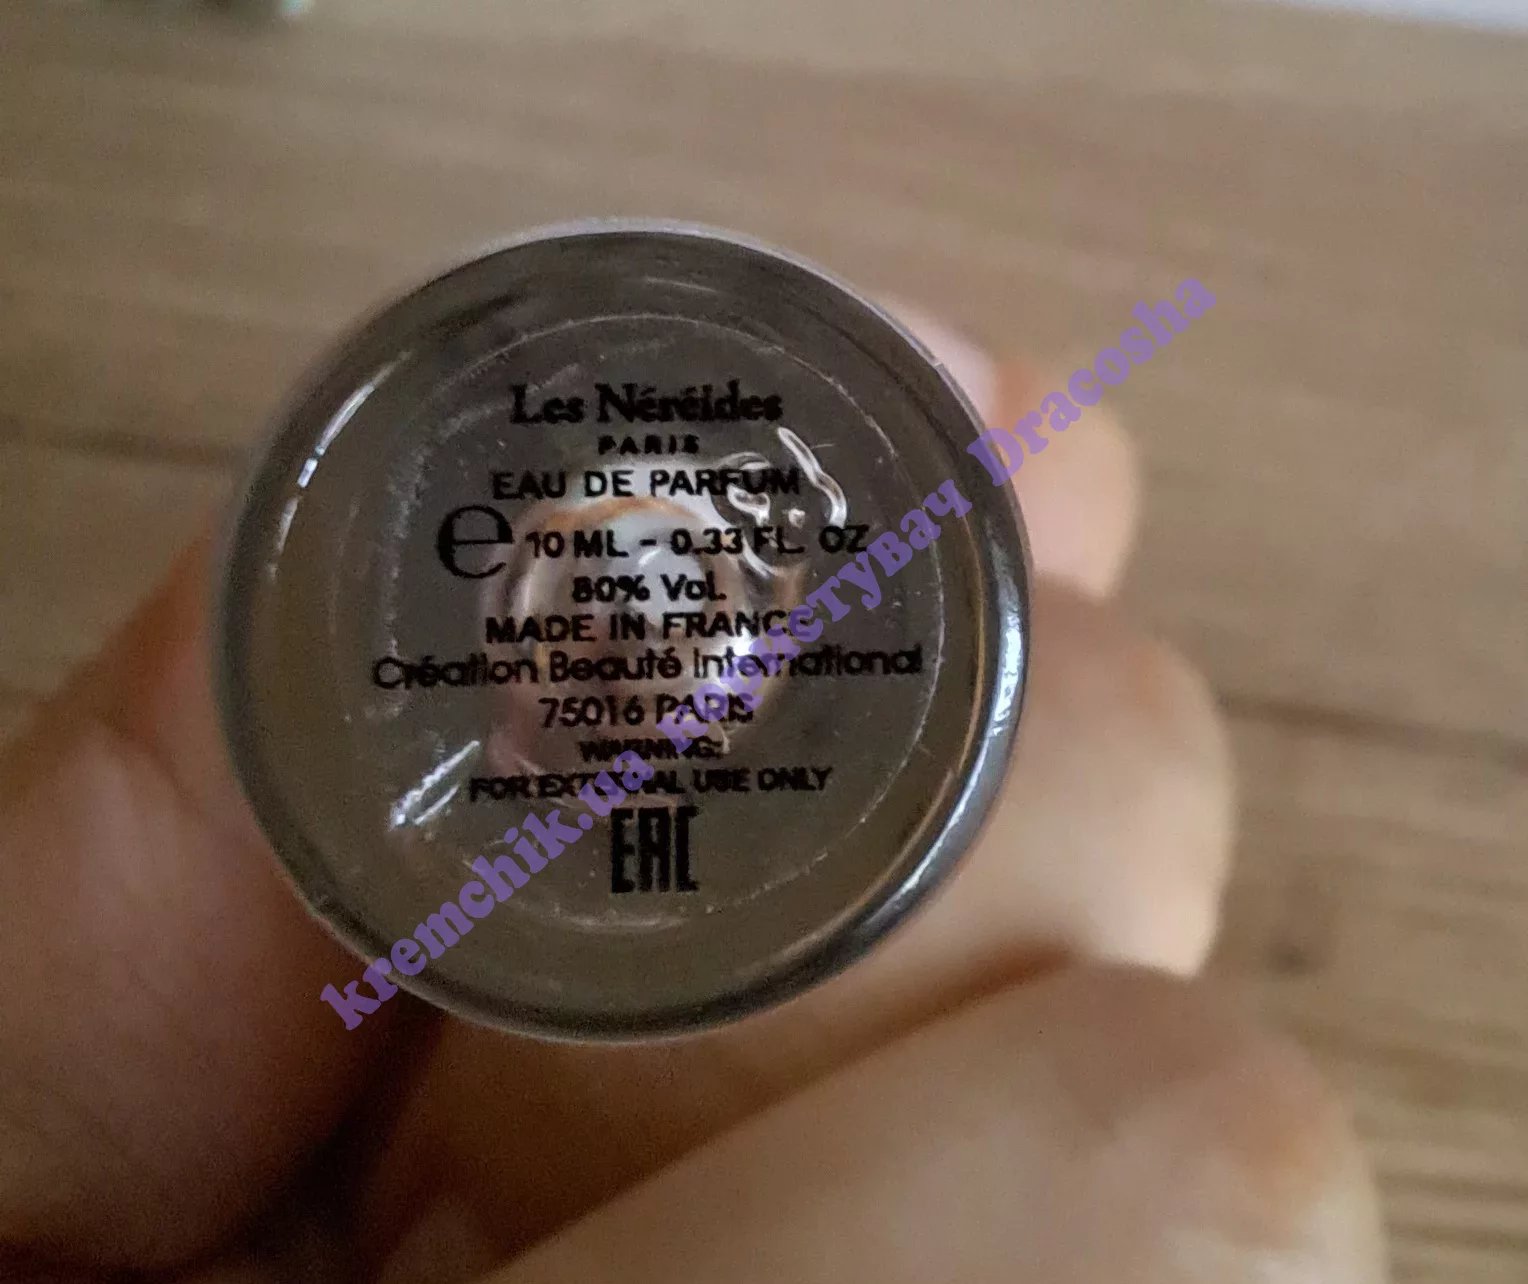 Les Néréides
PARIS
EAU DE PARFUM
e 10 ML - 0.33 FL. OZ
80% Vol.
MADE IN FRANCE
Création Beauté International
75016 PARIS
WARNING:
FOR EXTERNAL USE ONLY
EAC
kremchik.ua КористуВач Dracosha